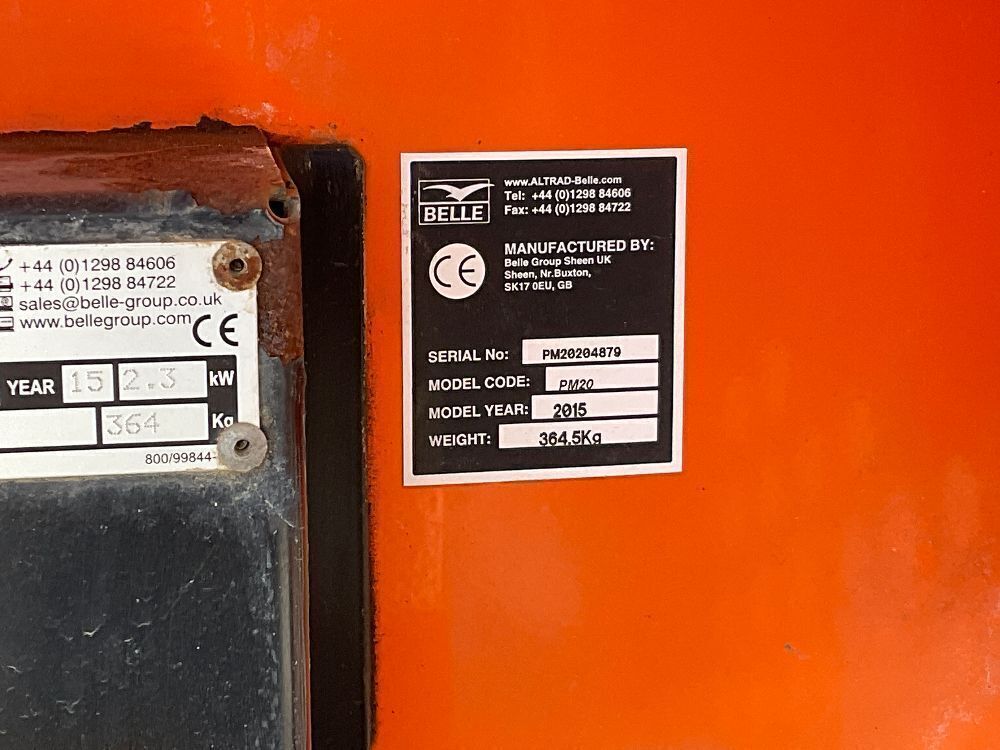 +44 (0)1298 84606
+44 (0)1298 84722
sales@belle-group.co.uk
www.bellegroup.com CE
YEAR 15 2.3 kW
364 Kg
800/99844-
BELLE
www.ALTRAD-Belle.com
Tel: +44 (0)1298 84606
Fax: +44 (0)1298 84722
CE
MANUFACTURED BY:
Belle Group Sheen UK
Sheen, Nr.Buxton,
SK17 0EU, GB
SERIAL No: PM20204879
MODEL CODE: PM20
MODEL YEAR: 2015
WEIGHT: 364.5Kg